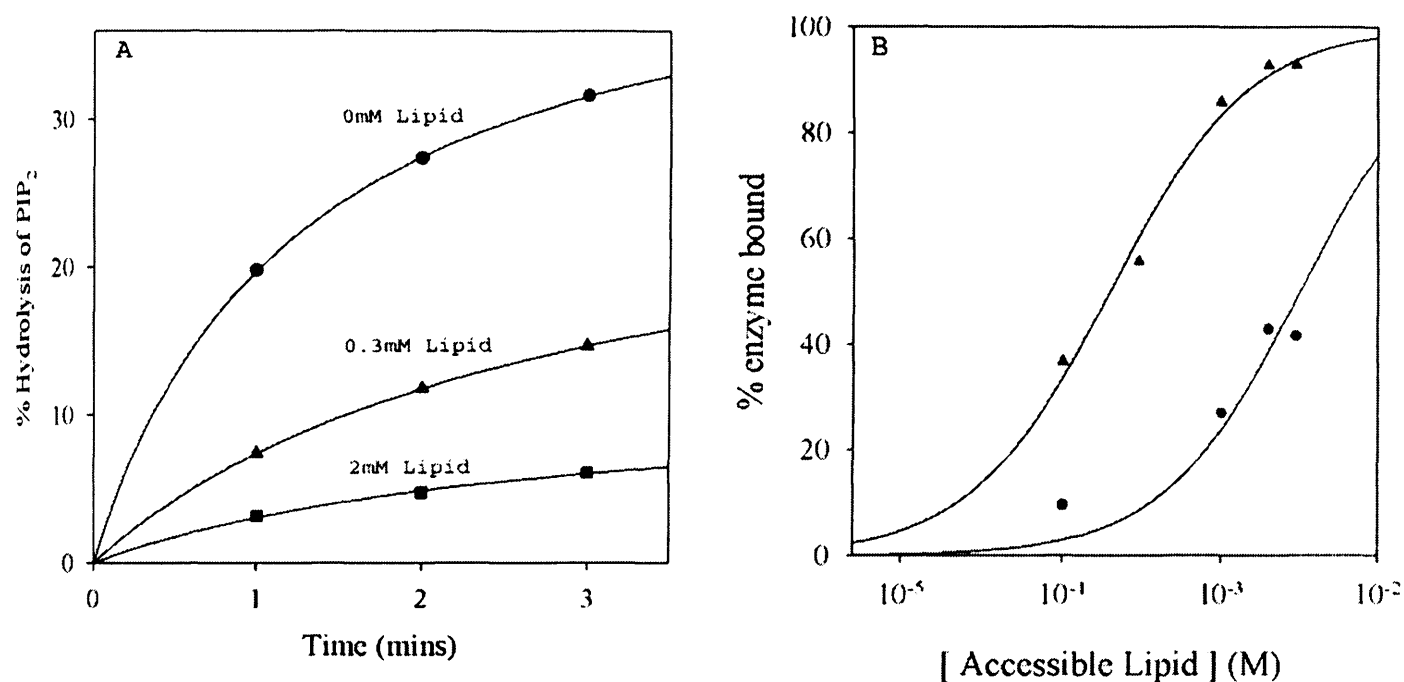 A
0mM Lipid
0.3mM Lipid
2mM Lipid
% Hydrolysis of PIP2
30
20
10
0
0 1 2 3
Time (mins)
B
% enzyme bound
100
80
60
40
20
0
10-5 10-1 10-3 10-2
[ Accessible Lipid ] (M)